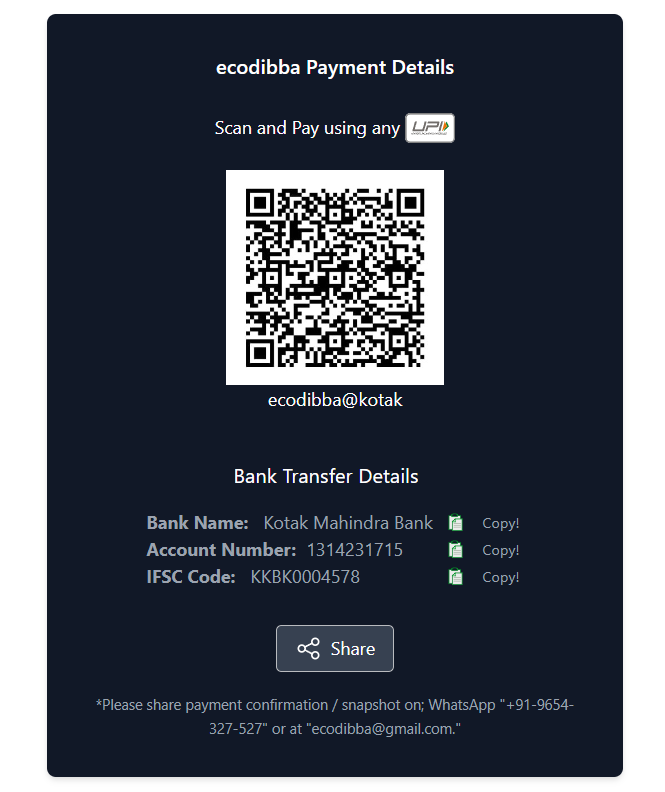 ecodibba Payment Details
Scan and Pay using any UPI
ecodibba@kotak
Bank Transfer Details
Bank Name: Kotak Mahindra Bank Copy!
Account Number: 1314231715 Copy!
IFSC Code: KKBK0004578 Copy!
Share
*Please share payment confirmation / snapshot on; WhatsApp "+91-9654-
327-527" or at "ecodibba@gmail.com."